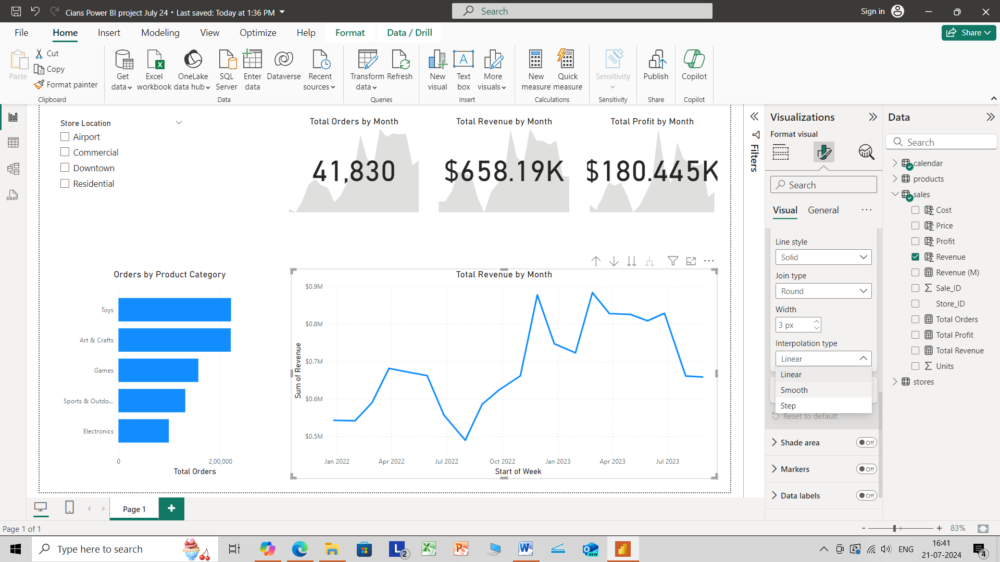 Cians Power BI project July 24 • Last saved: Today at 1:36 PM
Search
Sign in
File
Home
Insert
Modeling
View
Optimize
Help
Format
Data / Drill
Share
Paste
Cut
Copy
Format painter
Clipboard
Get data
Excel workbook
OneLake data hub
SQL Server
Enter data
Dataverse
Recent sources
Data
Transform data
Refresh
Queries
New visual
Text box
More visuals
Insert
New measure
Quick measure
Calculations
Sensitivity
Sensitivity
Publish
Share
Copilot
Copilot
Store Location
Airport
Commercial
Downtown
Residential
Total Orders by Month
41,830
Total Revenue by Month
$658.19K
Total Profit by Month
$180.445K
Orders by Product Category
Toys
Art & Crafts
Games
Sports & Outdo...
Electronics
0
2,00,000
Total Orders
Total Revenue by Month
Sum of Revenue
$0.9M
$0.8M
$0.7M
$0.6M
$0.5M
Jan 2022
Apr 2022
Jul 2022
Oct 2022
Jan 2023
Apr 2023
Jul 2023
Start of Week
Filters
Visualizations
Format visual
Search
Visual
General
Line style
Solid
Join type
Round
Width
3 px
Interpolation type
Linear
Linear
Smooth
Step
Reset to default
Shade area
Off
Markers
Off
Data labels
Off
Data
Search
calendar
products
sales
Cost
Price
Profit
Revenue
Revenue (M)
Sale_ID
Store_ID
Total Orders
Total Profit
Total Revenue
Units
stores
DAX
Page 1
Page 1 of 1
83%
Type here to search
L
2
NEW
ENG
16:41
21-07-2024
4